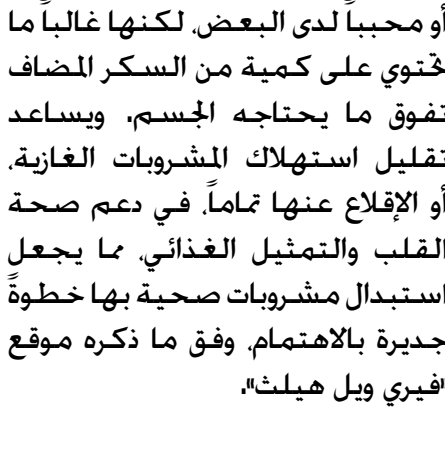 أو محبباً لدى البعض، لكنها غالباً ما
تحتوي على كمية من السكر المضاف
تفوق ما يحتاجه الجسم. ويساعد
تقليل استهلاك المشروبات الغازية،
أو الإقلاع عنها تماماً، في دعم صحة
القلب والتمثيل الغذائي، مما يجعل
استبدال مشروبات صحية بها خطوةً
جديرة بالاهتمام، وفق ما ذكره موقع
«فيري ويل هيلث».